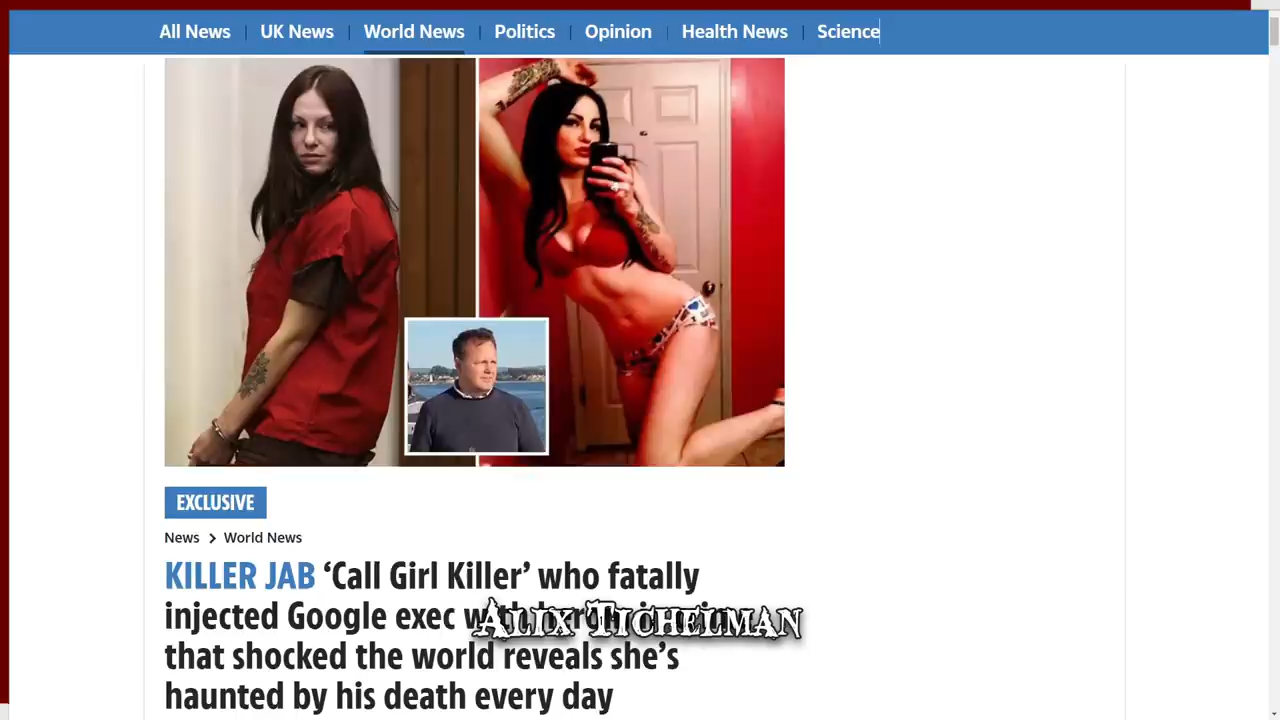 All News UK News World News Politics Opinion Health News Science
EXCLUSIVE
News World News
KILLER JAB ‘Call Girl Killer’ who fatally
injected Google exec
ALIX TICHELMAN
that shocked the world reveals she’s
haunted by his death every day